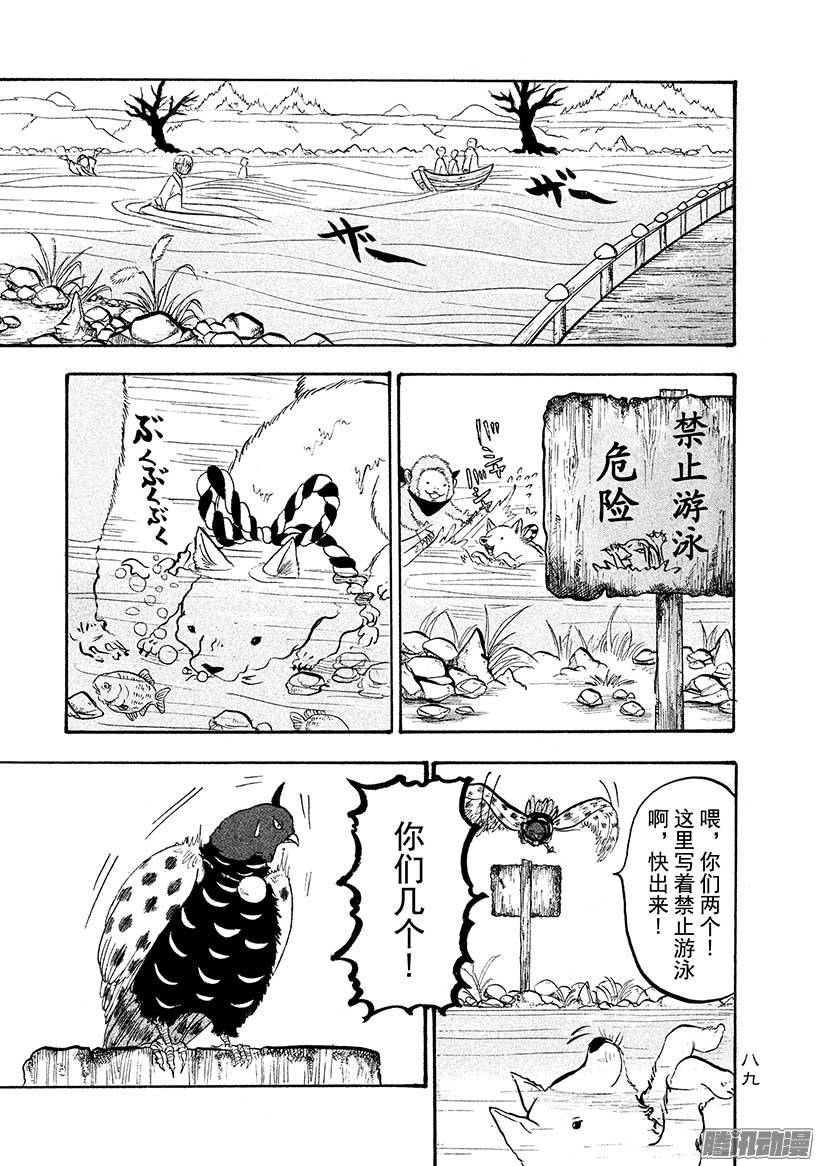 ザー
ザー
禁止游泳
危险
ぶくぶくぶく
喂，你们两个！
这里写着禁止游泳
啊，快出来！
你们几个！
八九
腾讯动漫